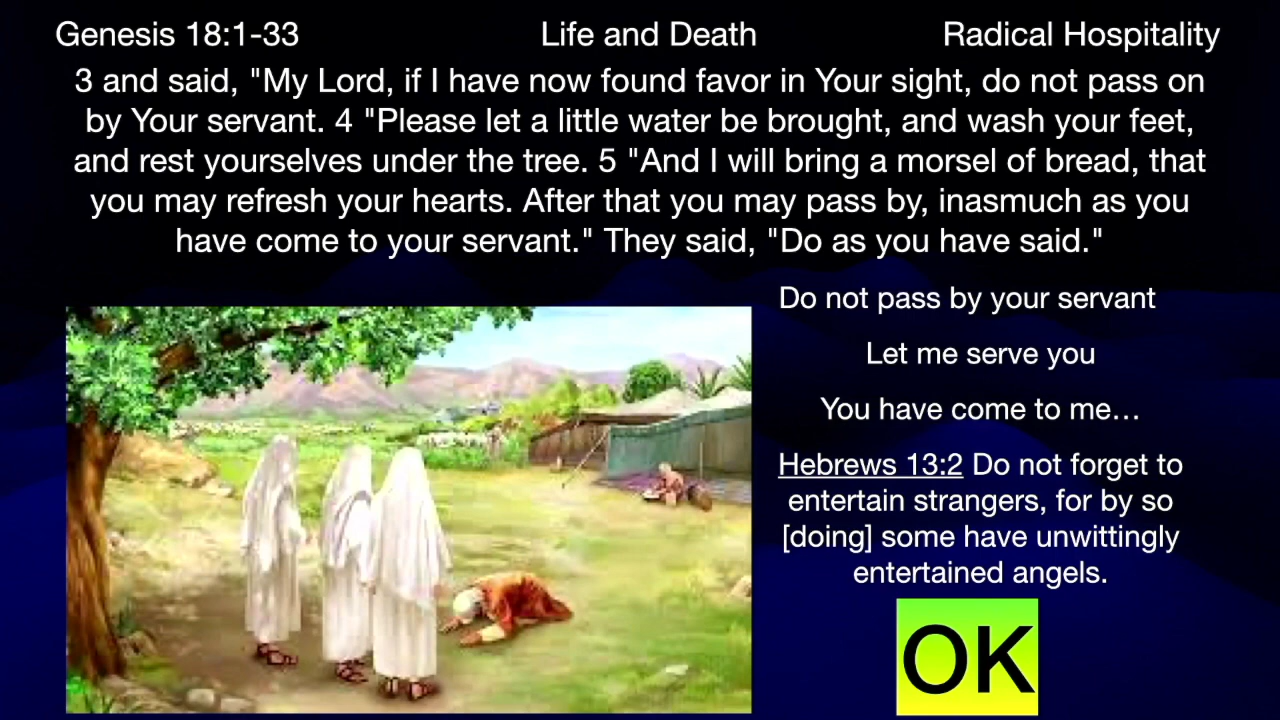 Genesis 18:1-33 Life and Death Radical Hospitality
3 and said, "My Lord, if I have now found favor in Your sight, do not pass on
by Your servant. 4 "Please let a little water be brought, and wash your feet,
and rest yourselves under the tree. 5 "And I will bring a morsel of bread, that
you may refresh your hearts. After that you may pass by, inasmuch as you
have come to your servant." They said, "Do as you have said."
Do not pass by your servant
Let me serve you
You have come to me…
Hebrews 13:2 Do not forget to
entertain strangers, for by so
[doing] some have unwittingly
entertained angels.
OK